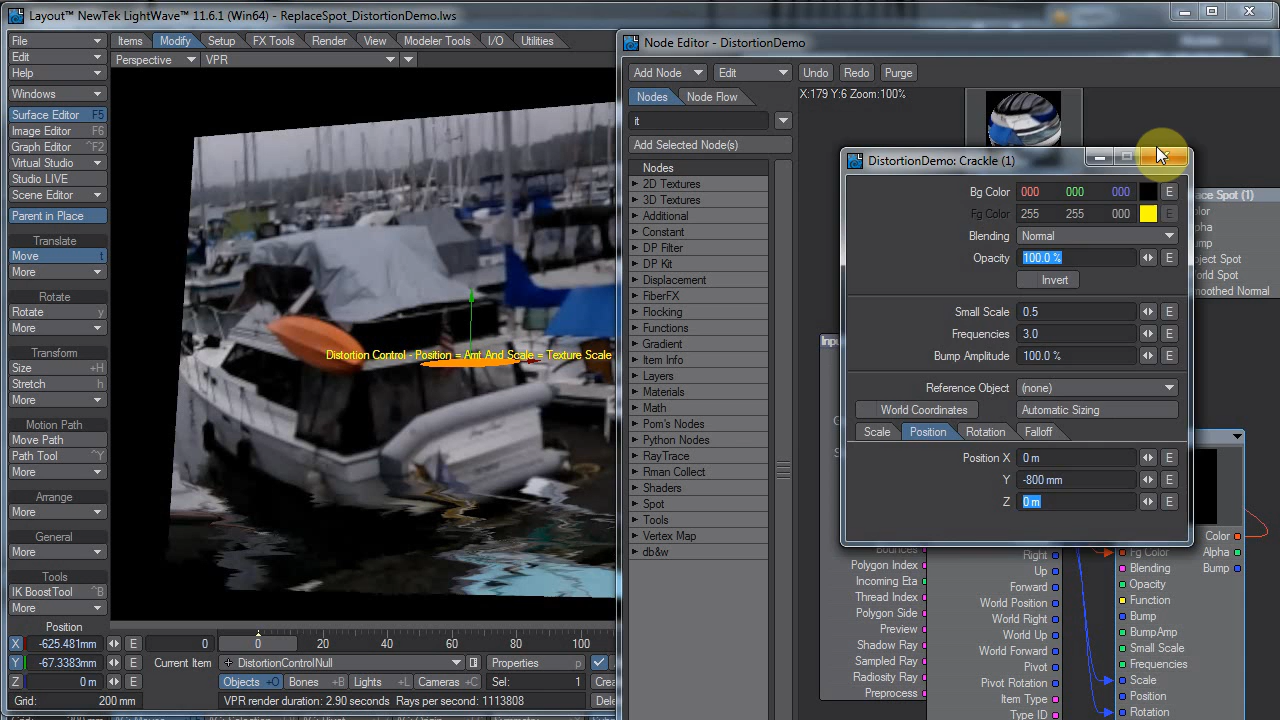 Layout™ NewTek LightWave™ 11.6.1 (Win64) - ReplaceSpot_DistortionDemo.lws
File
Edit
Help
Windows
Surface Editor F5
Image Editor F6
Graph Editor ^F2
Virtual Studio
Studio LIVE
Scene Editor
Parent in Place
Translate
Move t
More
Rotate
Rotate y
More
Transform
Size +H
Stretch h
More
Motion Path
Move Path
Path Tool ^Y
More
Arrange
More
General
More
Tools
IK BoostTool ^B
More
Position
X -625.481mm E
Y -67.3383mm E
Z 0 m E
Grid: 200 mm
Items Modify Setup FX Tools Render View Modeler Tools I/O Utilities
Perspective VPR
Distortion Control - Position = Amt And Scale = Texture Scale
0 0 20 40 60 80 100
Current Item DistortionControlNull Properties p
Objects +O Bones +B Lights +L Cameras +C Sel: 1
VPR render duration: 2.90 seconds Rays per second: 1113808
Node Editor - DistortionDemo
Add Node Edit Undo Redo Purge
Nodes Node Flow
X:179 Y:6 Zoom:100%
it
Add Selected Node(s)
Nodes
2D Textures
3D Textures
Additional
Constant
DP Filter
DP Kit
Displacement
FiberFX
Flocking
Functions
Gradient
Item Info
Layers
Materials
Math
Pom's Nodes
Python Nodes
RayTrace
Rman Collect
Shaders
Spot
Tools
Vertex Map
db&w
DistortionDemo: Crackle (1)
Bg Color 000 000 000 E
Fg Color 255 255 000 E
Blending Normal
Opacity 100.0 % E
Invert
Small Scale 0.5 E
Frequencies 3.0 E
Bump Amplitude 100.0 % E
Reference Object (none)
World Coordinates Automatic Sizing
Scale Position Rotation Falloff
Position X 0 m E
Y -800 mm E
Z 0 m E
Spot (1)
Smoothed Normal
Bounces
Polygon Index
Incoming Eta
Thread Index
Polygon Side
Preview
Shadow Ray
Sampled Ray
Radiosity Ray
Preprocess
Right
Up
Forward
World Position
World Right
World Up
World Forward
Pivot
Pivot Rotation
Item Type
Type ID
Color
Alpha
Bump
Fg Color
Blending
Opacity
Function
Bump
BumpAmp
Small Scale
Frequencies
Scale
Position
Rotation